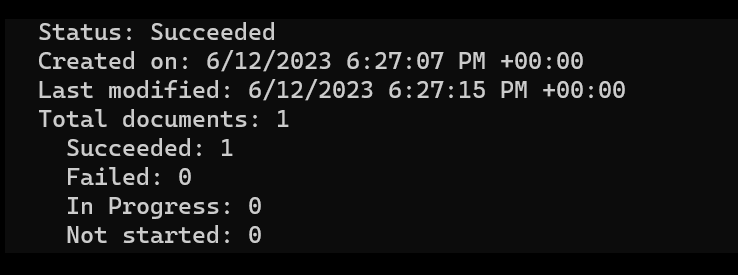 Status: Succeeded
Created on: 6/12/2023 6:27:07 PM +00:00
Last modified: 6/12/2023 6:27:15 PM +00:00
Total documents: 1
Succeeded: 1
Failed: 0
In Progress: 0
Not started: 0